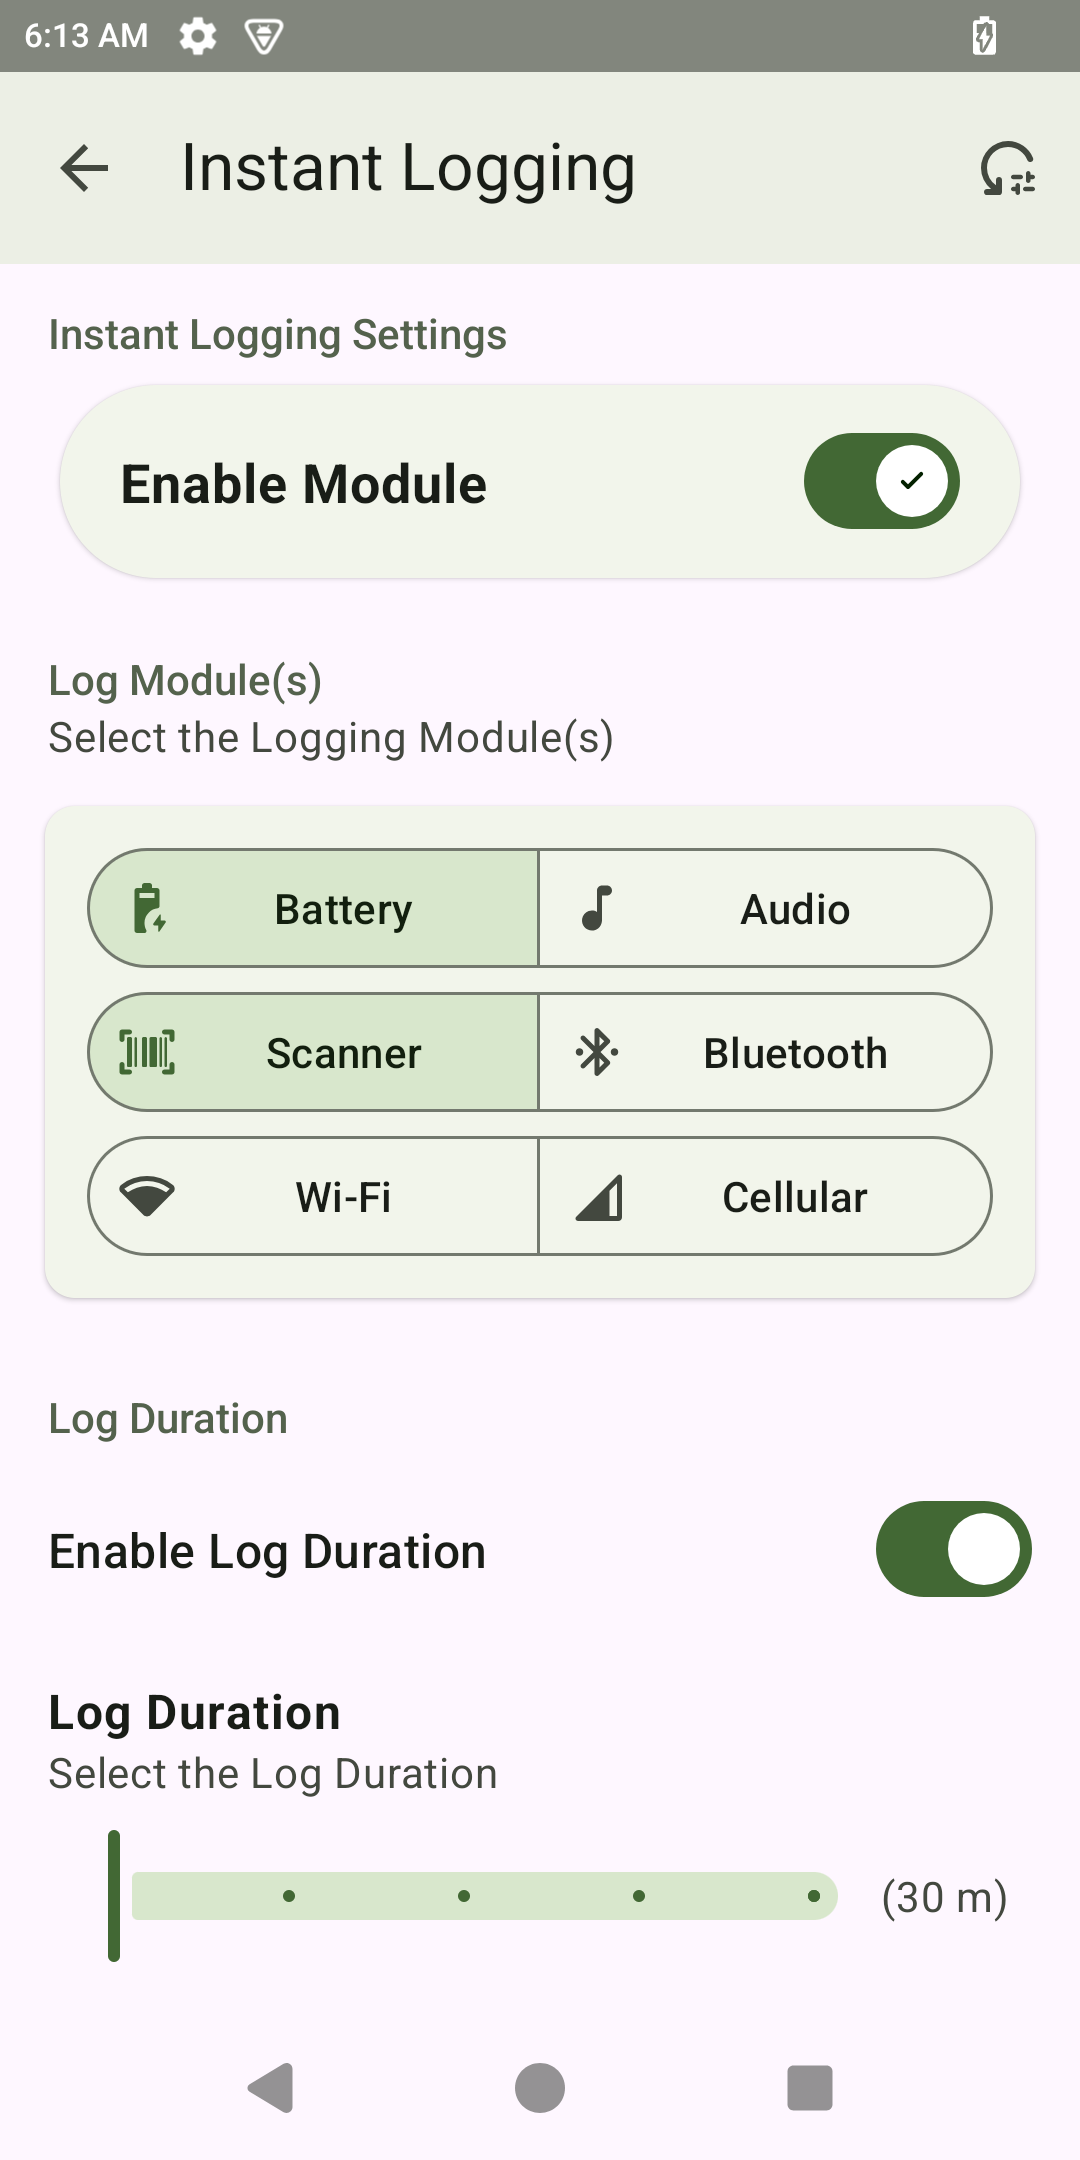 6:13 AM
Instant Logging
Instant Logging Settings
Enable Module
Log Module(s)
Select the Logging Module(s)
Battery
Audio
Scanner
Bluetooth
Wi-Fi
Cellular
Log Duration
Enable Log Duration
Log Duration
Select the Log Duration
(30 m)